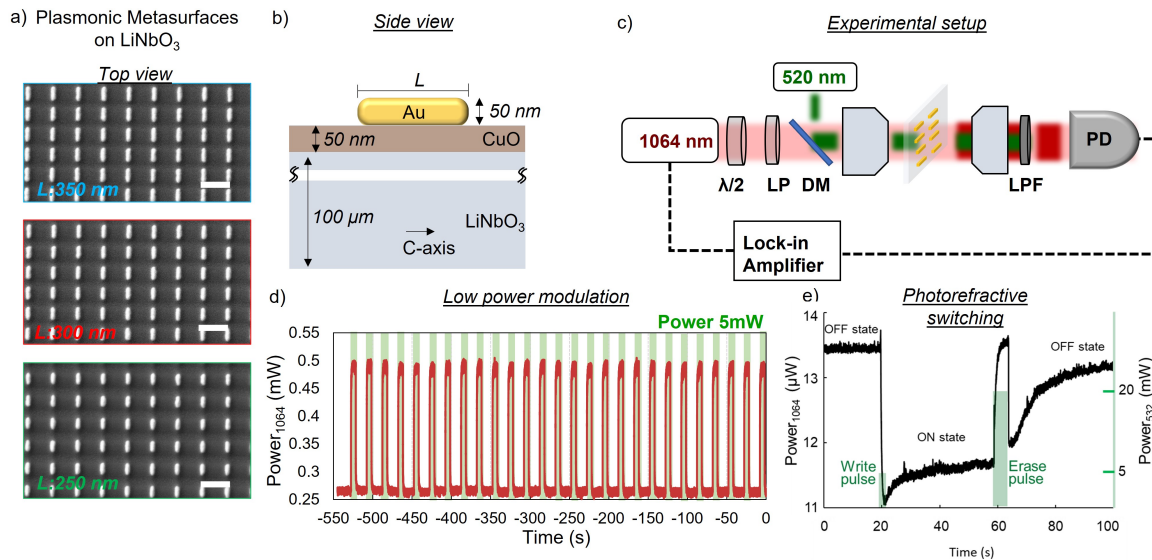 a) Plasmonic Metasurfaces
on LiNbO₃
Top view
L:350 nm
L:300 nm
L:250 nm
b) Side view
L
Au
50 nm
50 nm
CuO
100 µm
LiNbO₃
C-axis
c) Experimental setup
520 nm
1064 nm
λ/2 LP DM
LPF
PD
Lock-in
Amplifier
d) Low power modulation
Power 5mW
0.55
0.5
0.45
0.4
0.35
0.3
0.25
Power₁₀₆₄ (mW)
-550 -500 -450 -400 -350 -300 -250 -200 -150 -100 -50 0
Time (s)
e) Photorefractive
switching
14
13
12
11
Power₁₀₆₄ (µW)
OFF state
OFF state
ON state
Write
pulse
Erase
pulse
20
5
Power₅₃₂ (mW)
0 20 40 60 80 100
Time (s)